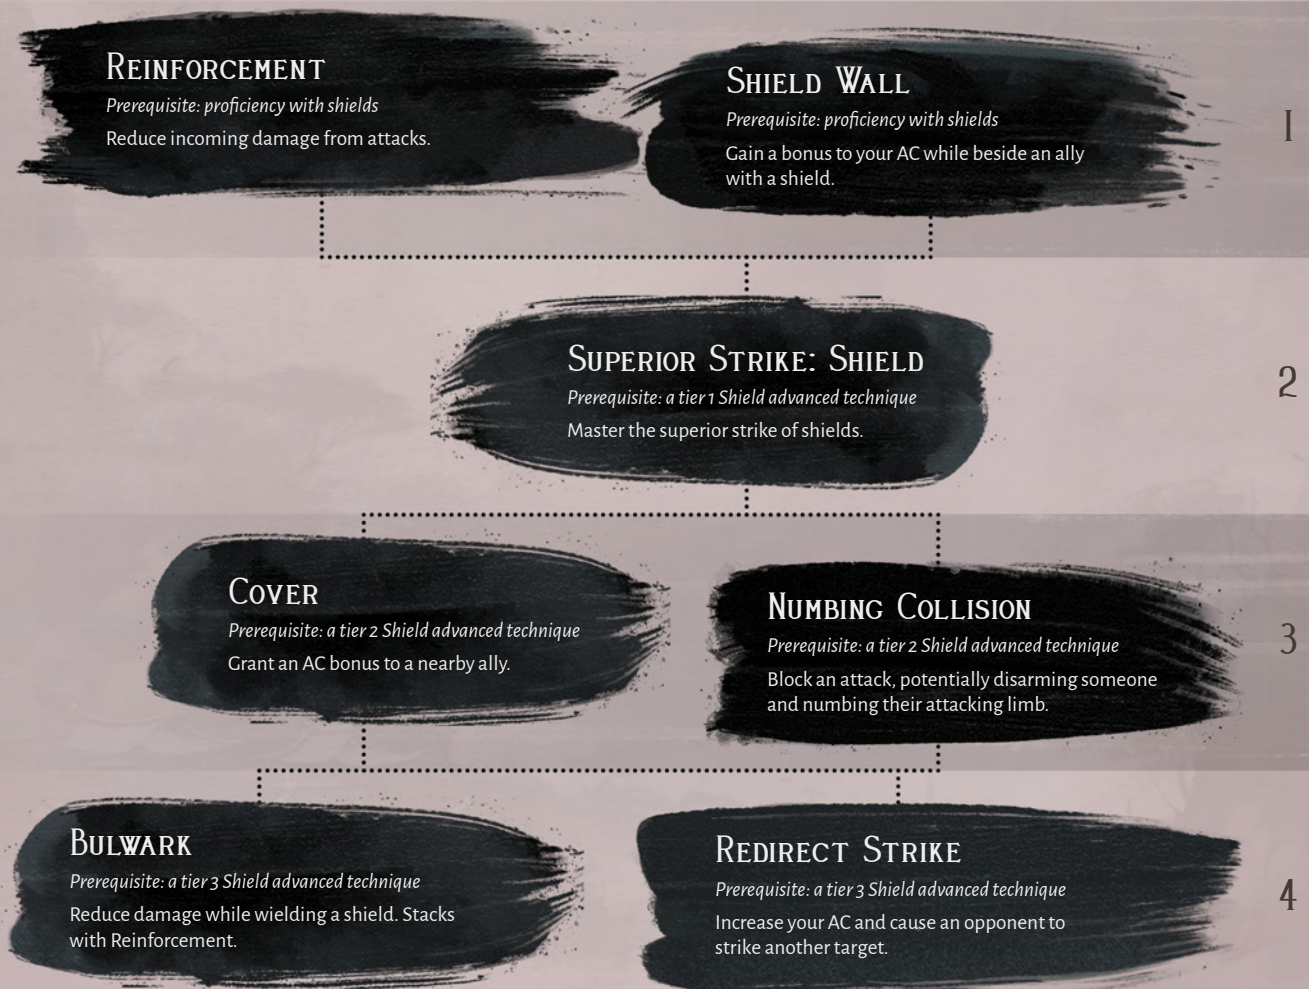 Reinforcement
Prerequisite: proficiency with shields
Reduce incoming damage from attacks.
Shield Wall
Prerequisite: proficiency with shields
Gain a bonus to your AC while beside an ally
with a shield.
1
Superior Strike: Shield
Prerequisite: a tier 1 Shield advanced technique
Master the superior strike of shields.
2
Cover
Prerequisite: a tier 2 Shield advanced technique
Grant an AC bonus to a nearby ally.
Numbing Collision
Prerequisite: a tier 2 Shield advanced technique
Block an attack, potentially disarming someone
and numbing their attacking limb.
3
Bulwark
Prerequisite: a tier 3 Shield advanced technique
Reduce damage while wielding a shield. Stacks
with Reinforcement.
Redirect Strike
Prerequisite: a tier 3 Shield advanced technique
Increase your AC and cause an opponent to
strike another target.
4